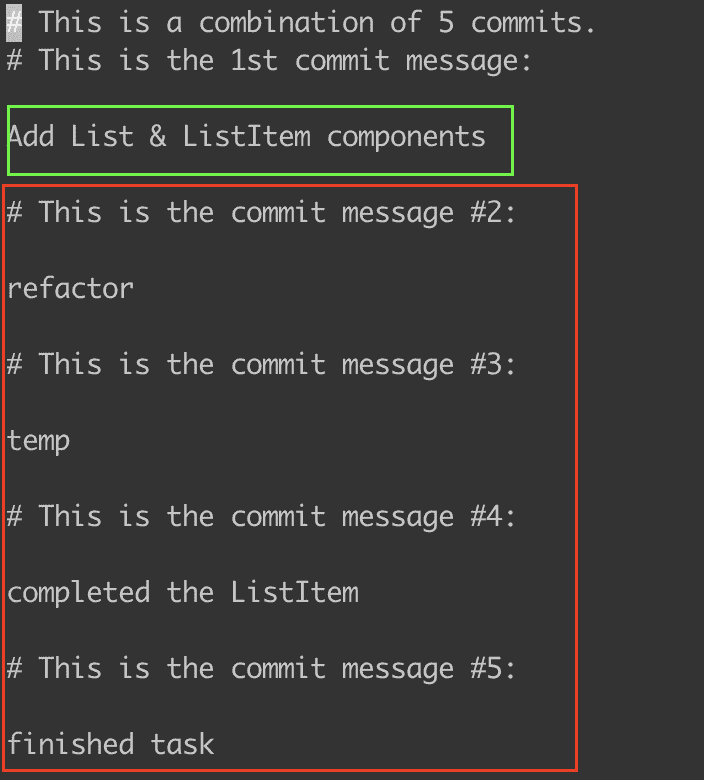 # This is a combination of 5 commits.
# This is the 1st commit message:
Add List & ListItem components
# This is the commit message #2:
refactor
# This is the commit message #3:
temp
# This is the commit message #4:
completed the ListItem
# This is the commit message #5:
finished task